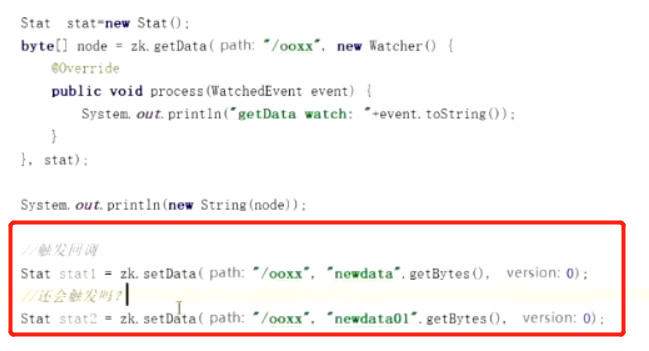 Stat stat=new Stat();
byte[] node = zk.getData( path: "/ooxx", new Watcher() {
@Override
public void process(WatchedEvent event) {
System.out.println("getData watch: "+event.toString());
}
}, stat);
System.out.println(new String(node));
//触发回调
Stat stat1 = zk.setData( path: "/ooxx", "newdata".getBytes(), version: 0);
//还会触发吗?
Stat stat2 = zk.setData( path: "/ooxx", "newdata01".getBytes(), version: 0);